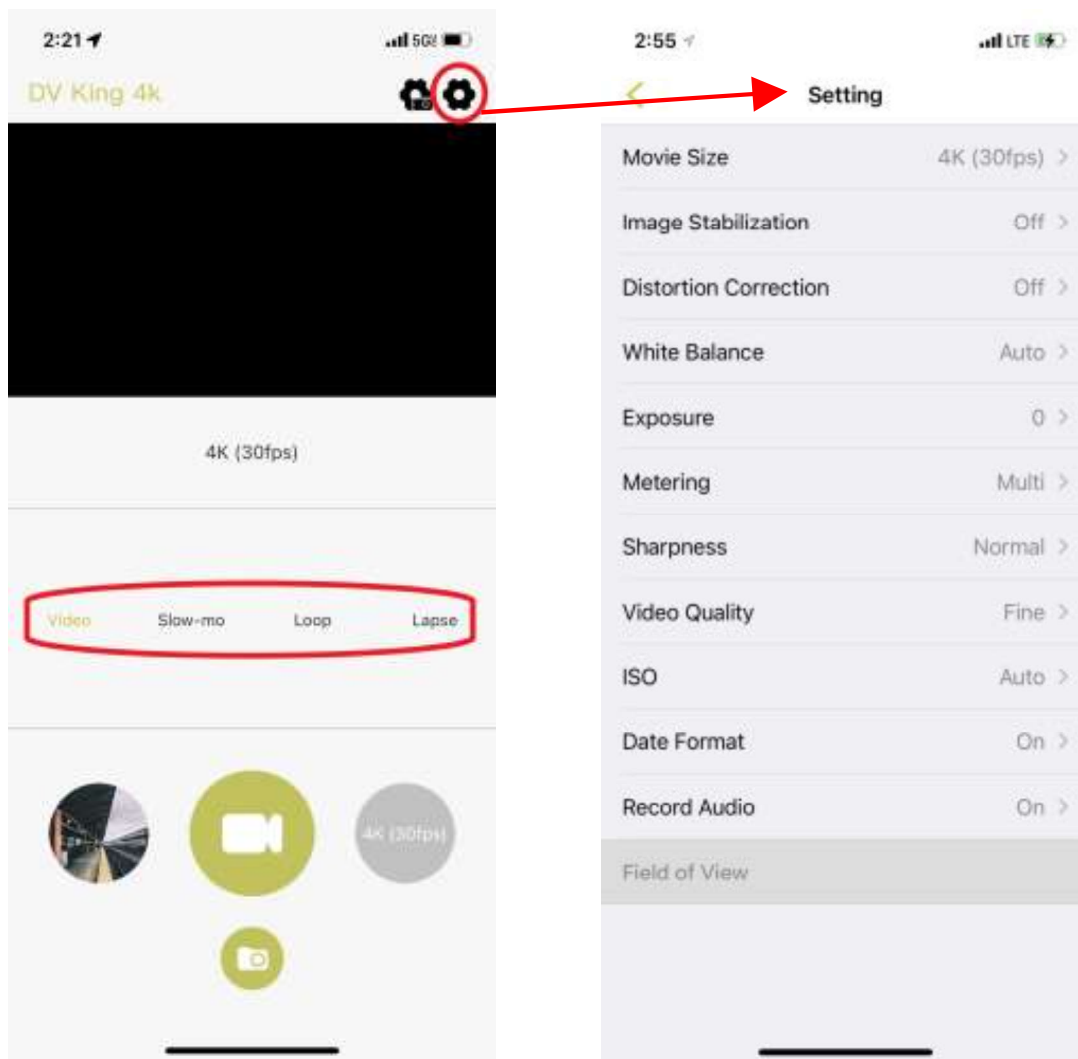 2:21
5G
DV King 4k
4K (30fps)
Video Slow-mo Loop Lapse
4K (30fps)
2:55
LTE
Setting
Movie Size 4K (30fps)
Image Stabilization Off
Distortion Correction Off
White Balance Auto
Exposure 0
Metering Multi
Sharpness Normal
Video Quality Fine
ISO Auto
Date Format On
Record Audio On
Field of View